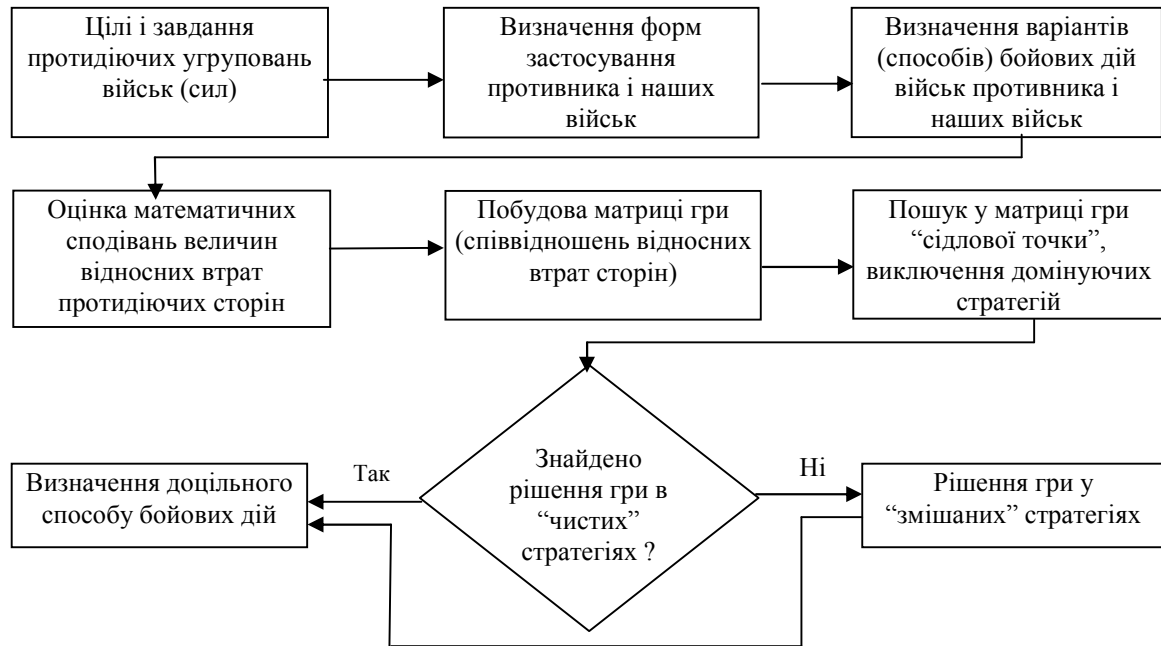 Цілі і завдання
протидіючих угруповань
військ (сил)
Визначення форм
застосування
противника і наших
військ
Визначення варіантів
(способів) бойових дій
військ противника і
наших військ
Оцінка математичних
сподівань величин
відносних втрат
протидіючих сторін
Побудова матриці гри
(співвідношень відносних
втрат сторін)
Пошук у матриці гри
“сідлової точки”,
виключення домінуючих
стратегій
Знайдено
рішення гри в
“чистих”
стратегіях ?
Так
Ні
Визначення доцільного
способу бойових дій
Рішення гри у
“змішаних” стратегіях